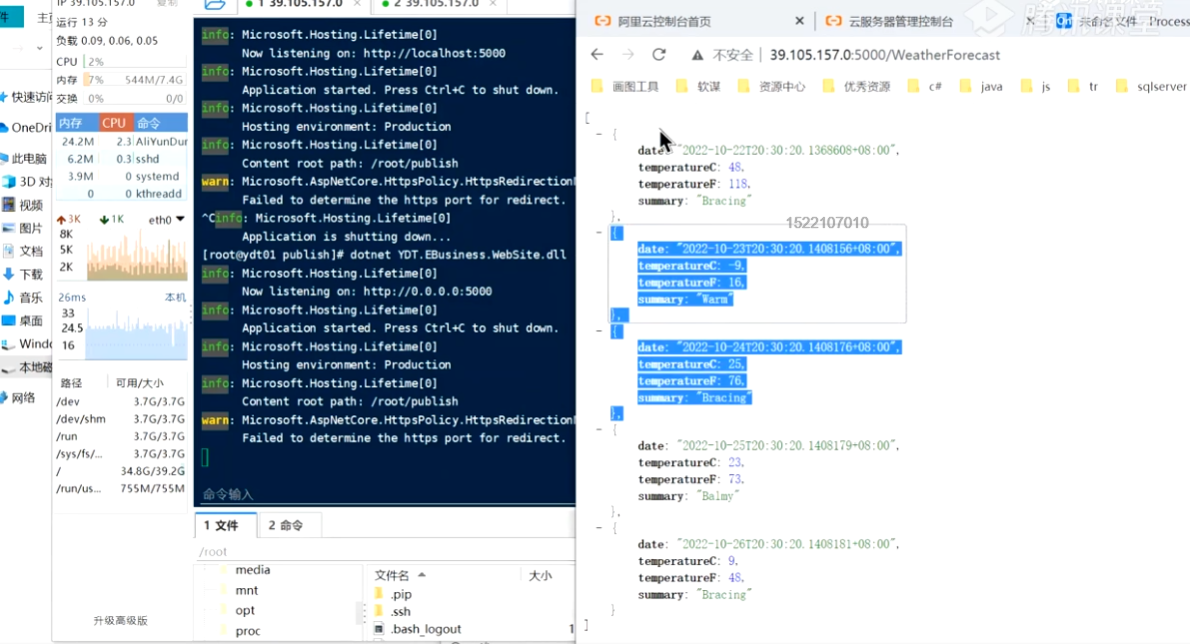 件
主
IP 39.105.157.0 复制
运行 13 分
负载 0.09, 0.06, 0.05
CPU 2%
内存 7% 544M/7.4G
交换 0% 0/0
内存 CPU 命令
24.2M 2.3 AliYunDur
6.2M 0.3 sshd
3.9M 0 systemd
0 0 kthreadd
3K 1K eth0
8K
5K
2K
26ms 本机
33
24.5
16
路径 可用/大小
/dev 3.7G/3.7G
/dev/shm 3.7G/3.7G
/run 3.7G/3.7G
/sys/fs/... 3.7G/3.7G
/ 34.8G/39.2G
/run/us... 755M/755M
升级高级版
快速访问
OneDri
此电脑
3D 对
视频
图片
文档
下载
音乐
桌面
Windo
本地磁
网络
1 39.105.157.0 ×
2 39.105.157.0 ×
info: Microsoft.Hosting.Lifetime[0]
Now listening on: http://localhost:5000
info: Microsoft.Hosting.Lifetime[0]
Application started. Press Ctrl+C to shut down.
info: Microsoft.Hosting.Lifetime[0]
Hosting environment: Production
info: Microsoft.Hosting.Lifetime[0]
Content root path: /root/publish
warn: Microsoft.AspNetCore.HttpsPolicy.HttpsRedirection
Failed to determine the https port for redirect.
^Cinfo: Microsoft.Hosting.Lifetime[0]
Application is shutting down...
[root@ydt01 publish]# dotnet YDT.EBusiness.WebSite.dll
info: Microsoft.Hosting.Lifetime[0]
Now listening on: http://0.0.0.0:5000
info: Microsoft.Hosting.Lifetime[0]
Application started. Press Ctrl+C to shut down.
info: Microsoft.Hosting.Lifetime[0]
Hosting environment: Production
info: Microsoft.Hosting.Lifetime[0]
Content root path: /root/publish
warn: Microsoft.AspNetCore.HttpsPolicy.HttpsRedirection
Failed to determine the https port for redirect.
命令输入
1 文件 2 命令
/root
media
mnt
opt
proc
文件名 大小
.pip
.ssh
.bash_logout 1
阿里云控制台首页 ×
云服务器管理控制台 ×
未命名文件 - Process
腾讯课堂
不安全 | 39.105.157.0:5000/WeatherForecast
画图工具 软谋 资源中心 优秀资源 c# java js tr sqlserver
[
{
date: "2022-10-22T20:30:20.1368608+08:00",
temperatureC: 48,
temperatureF: 118,
summary: "Bracing"
},
1522107010
{
date: "2022-10-23T20:30:20.1408156+08:00",
temperatureC: -9,
temperatureF: 16,
summary: "Warm"
},
{
date: "2022-10-24T20:30:20.1408176+08:00",
temperatureC: 25,
temperatureF: 76,
summary: "Bracing"
},
{
date: "2022-10-25T20:30:20.1408179+08:00",
temperatureC: 23,
temperatureF: 73,
summary: "Balmy"
},
{
date: "2022-10-26T20:30:20.1408181+08:00",
temperatureC: 9,
temperatureF: 48,
summary: "Bracing"
}
]